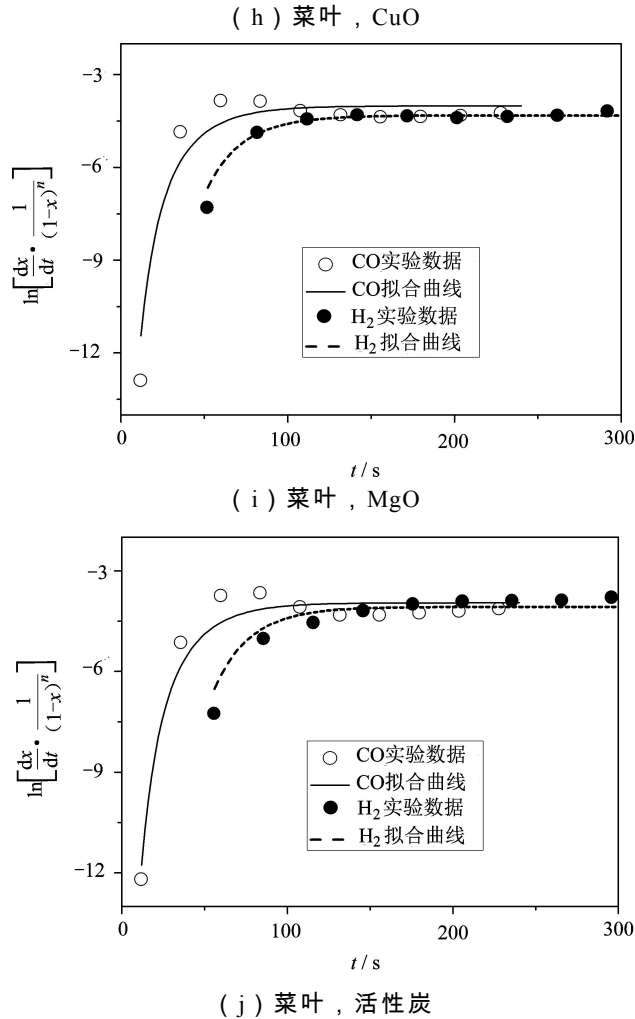 (h)菜叶,CuO
−3
−6
−9
−12
ln[dx/dt·1/(1−x)^n]
CO实验数据
CO拟合曲线
H₂实验数据
H₂拟合曲线
0 100 200 300
t / s
(i)菜叶,MgO
−3
−6
−9
−12
ln[dx/dt·1/(1−x)^n]
CO实验数据
CO拟合曲线
H₂实验数据
H₂拟合曲线
0 100 200 300
t / s
(j)菜叶,活性炭